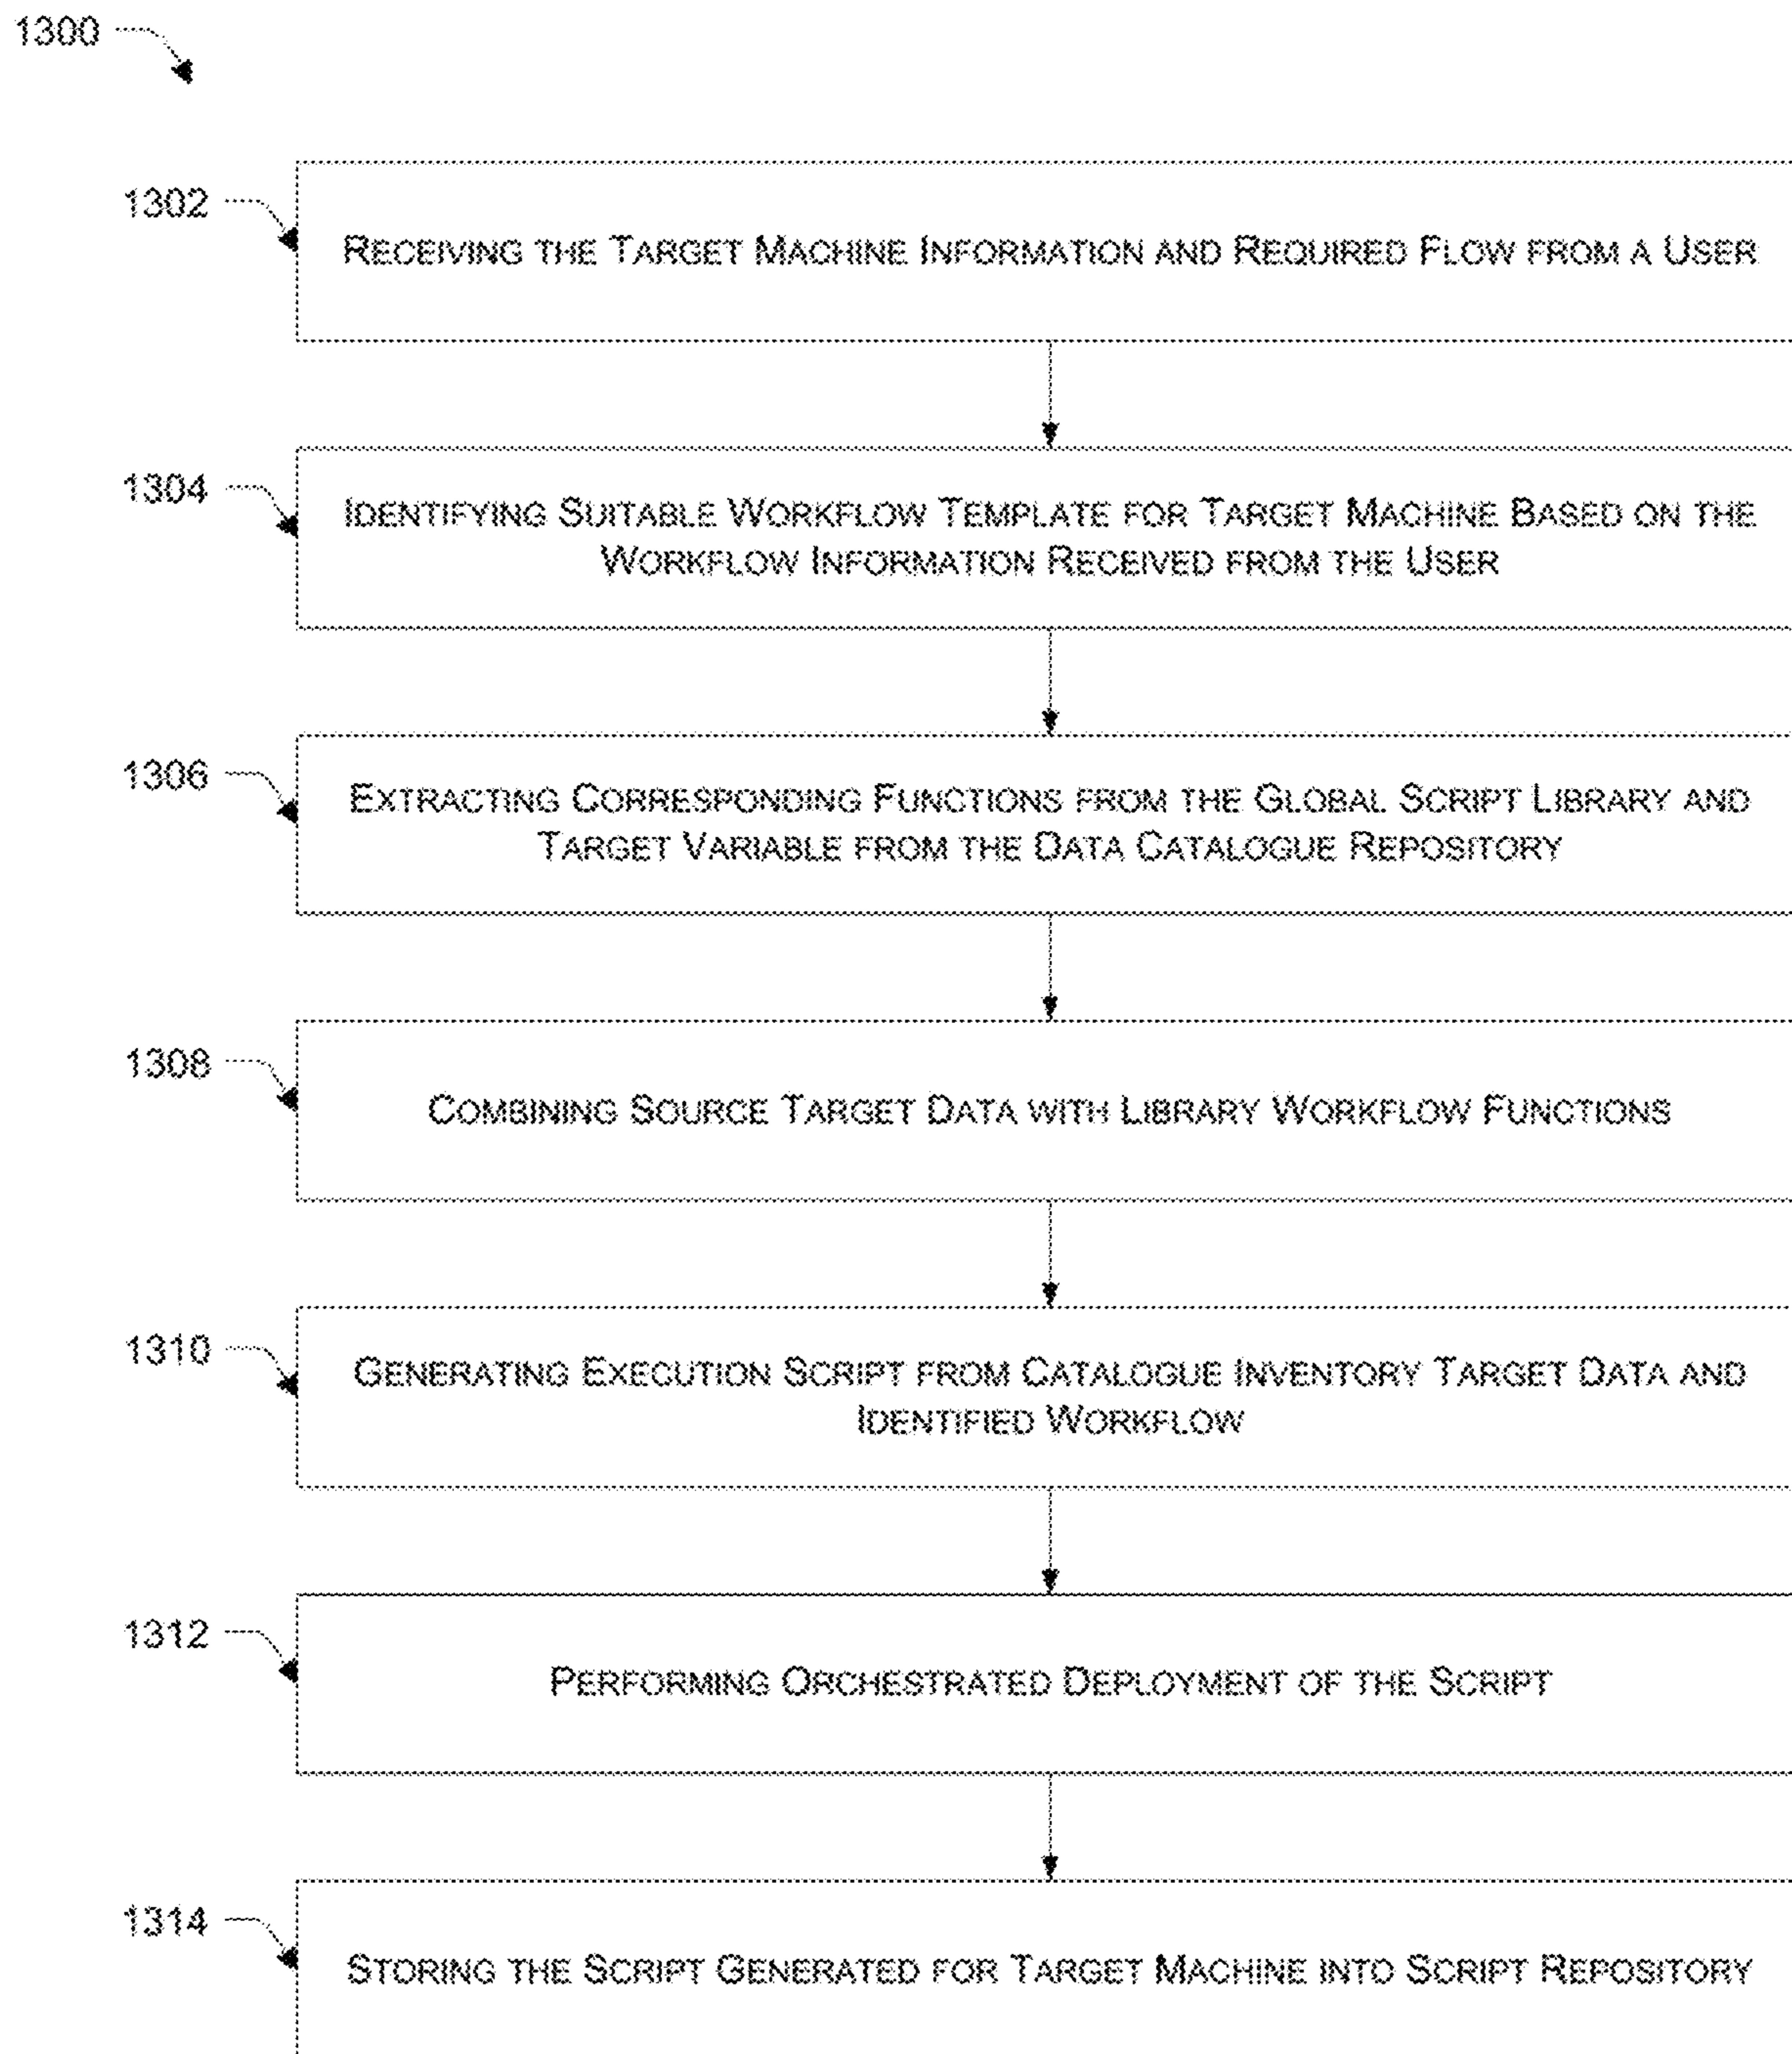 1300
1302
RECEIVING THE TARGET MACHINE INFORMATION AND REQUIRED FLOW FROM A USER
1304
IDENTIFYING SUITABLE WORKFLOW TEMPLATE FOR TARGET MACHINE BASED ON THE
WORKFLOW INFORMATION RECEIVED FROM THE USER
1306
EXTRACTING CORRESPONDING FUNCTIONS FROM THE GLOBAL SCRIPT LIBRARY AND
TARGET VARIABLE FROM THE DATA CATALOGUE REPOSITORY
1308
COMBINING SOURCE TARGET DATA WITH LIBRARY WORKFLOW FUNCTIONS
1310
GENERATING EXECUTION SCRIPT FROM CATALOGUE INVENTORY TARGET DATA AND
IDENTIFIED WORKFLOW
1312
PERFORMING ORCHESTRATED DEPLOYMENT OF THE SCRIPT
1314
STORING THE SCRIPT GENERATED FOR TARGET MACHINE INTO SCRIPT REPOSITORY